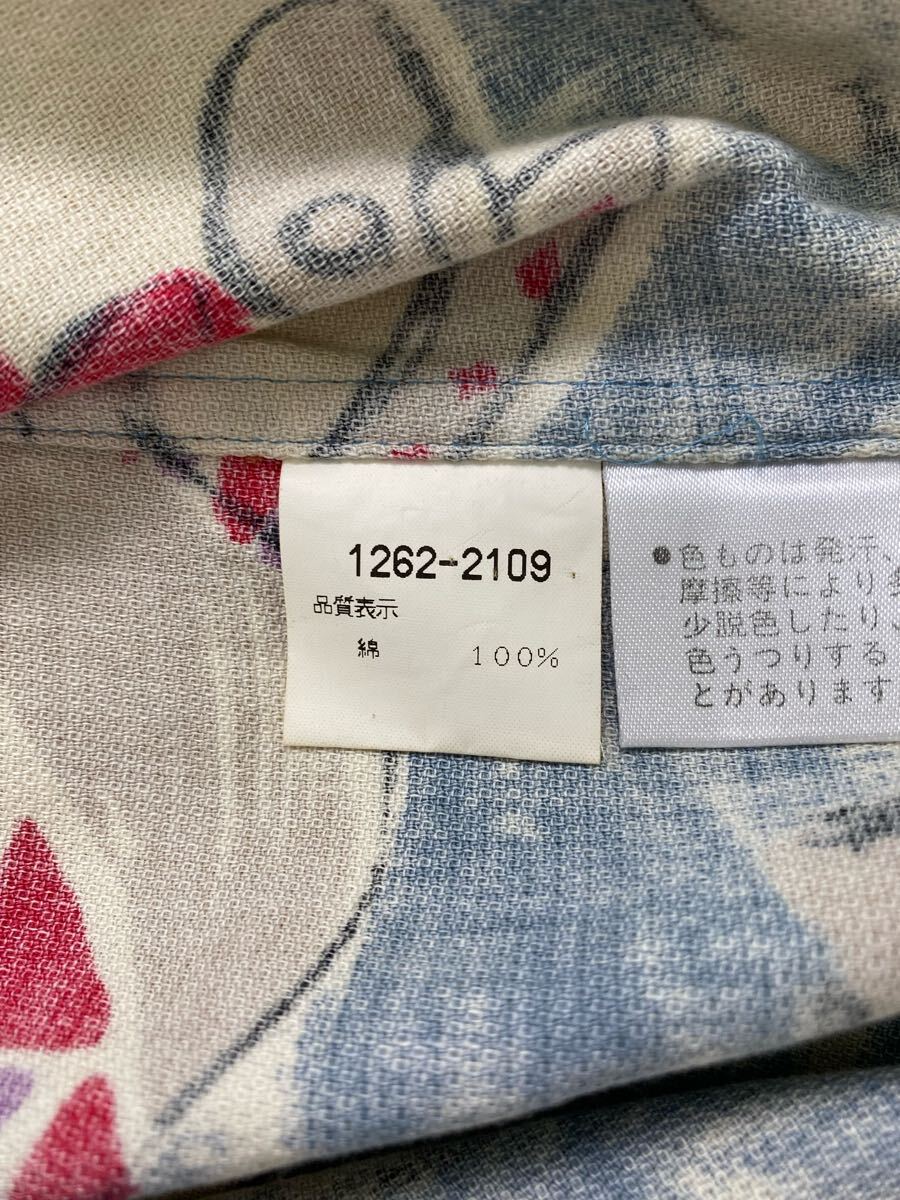 1262-2109
品質表示
綿 100%
●色ものは発汗、
摩擦等により多
少脱色したり、
色うつりする
とがあります